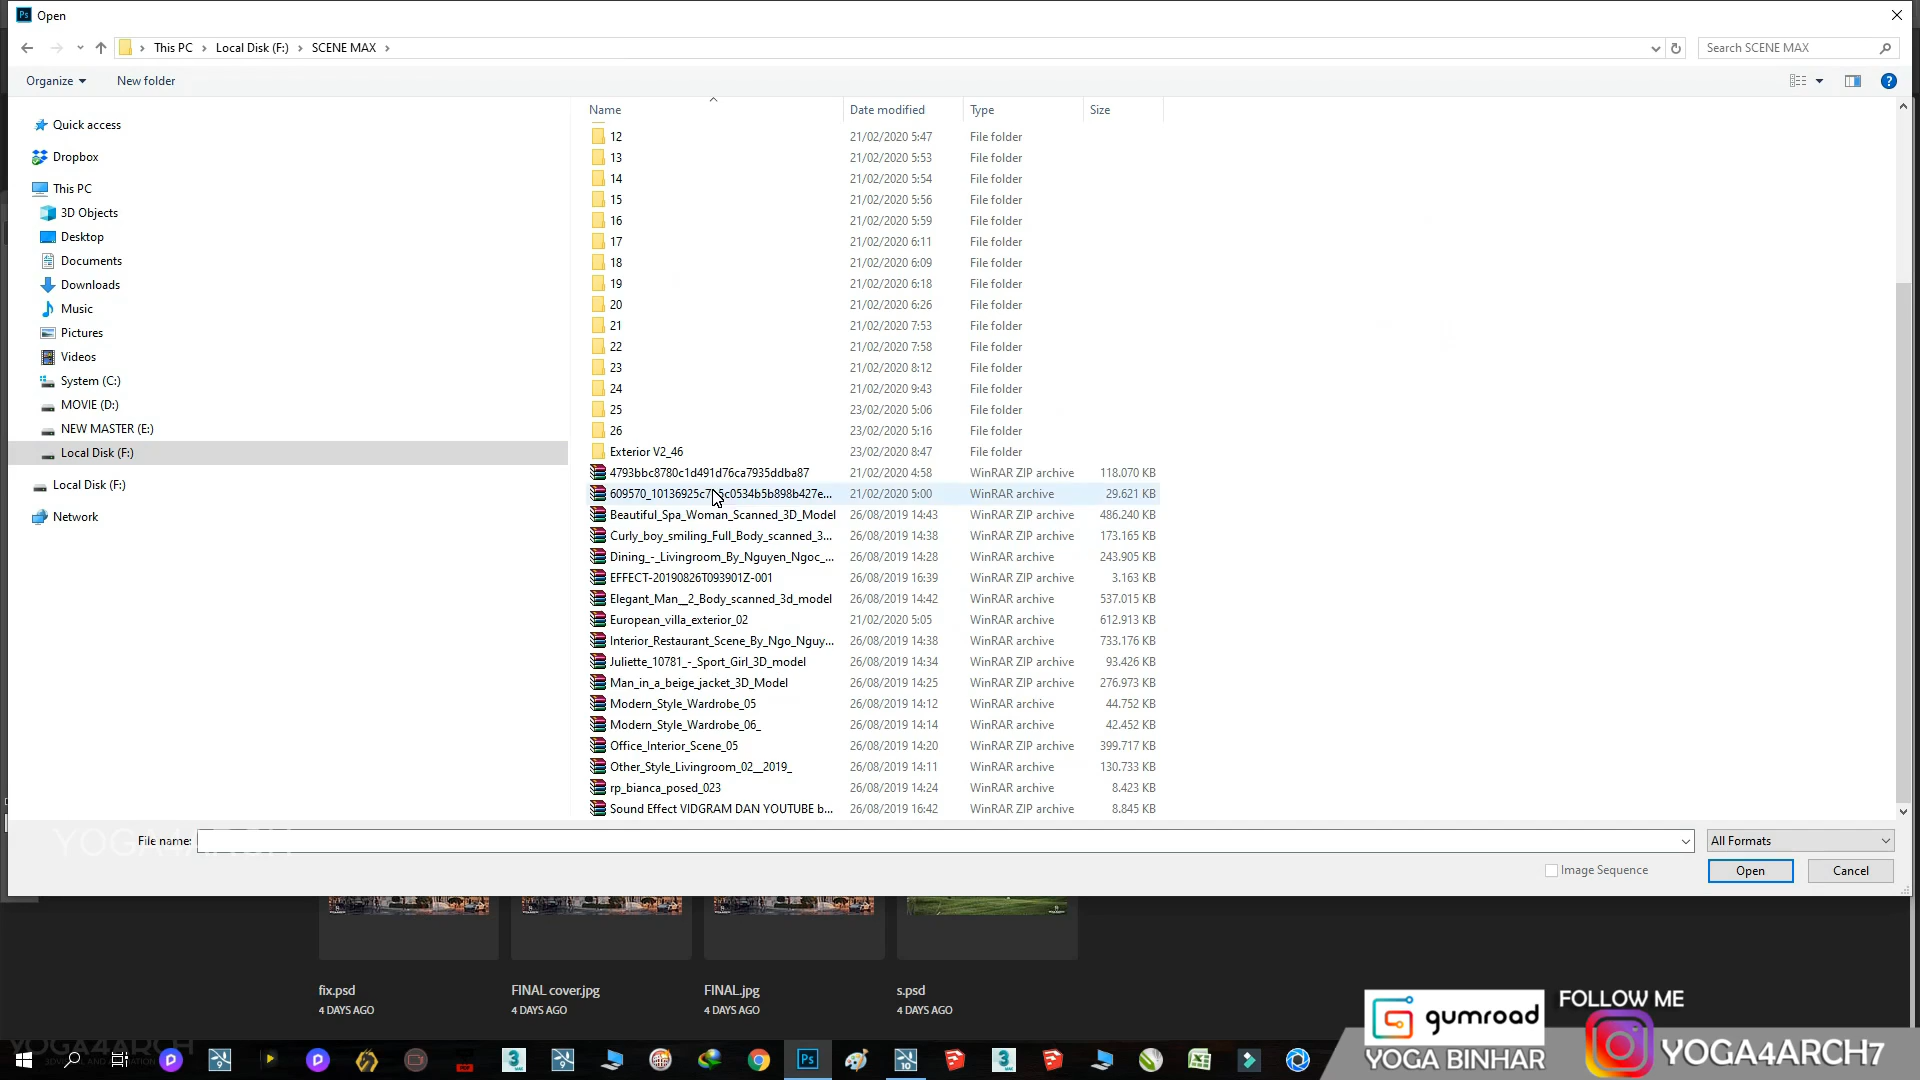 Ps Open
This PC › Local Disk (F:) › SCENE MAX ›
Search SCENE MAX
Organize New folder
Name Date modified Type Size
Quick access
Dropbox
This PC
3D Objects
Desktop
Documents
Downloads
Music
Pictures
Videos
System (C:)
MOVIE (D:)
NEW MASTER (E:)
Local Disk (F:)
Local Disk (F:)
Network
12 21/02/2020 5:47 File folder
13 21/02/2020 5:53 File folder
14 21/02/2020 5:54 File folder
15 21/02/2020 5:56 File folder
16 21/02/2020 5:59 File folder
17 21/02/2020 6:11 File folder
18 21/02/2020 6:09 File folder
19 21/02/2020 6:18 File folder
20 21/02/2020 6:26 File folder
21 21/02/2020 7:53 File folder
22 21/02/2020 7:58 File folder
23 21/02/2020 8:12 File folder
24 21/02/2020 9:43 File folder
25 23/02/2020 5:06 File folder
26 23/02/2020 5:16 File folder
Exterior V2_46 23/02/2020 8:47 File folder
4793bbc8780c1d491d76ca7935ddba87 21/02/2020 4:58 WinRAR ZIP archive 118.070 KB
21/02/2020 5:00 WinRAR archive 29.621 KB
Beautiful_Spa_Woman_Scanned_3D_Model 26/08/2019 14:43 WinRAR ZIP archive 486.240 KB
Curly_boy_smiling_Full_Body_scanned_3... 26/08/2019 14:38 WinRAR ZIP archive 173.165 KB
Dining_-_Livingroom_By_Nguyen_Ngoc_... 26/08/2019 14:28 WinRAR archive 243.905 KB
EFFECT-20190826T093901Z-001 26/08/2019 16:39 WinRAR ZIP archive 3.163 KB
Elegant_Man__2_Body_scanned_3d_model 26/08/2019 14:42 WinRAR ZIP archive 537.015 KB
European_villa_exterior_02 21/02/2020 5:05 WinRAR archive 612.913 KB
Interior_Restaurant_Scene_By_Ngo_Nguy... 26/08/2019 14:38 WinRAR archive 733.176 KB
Juliette_10781_-_Sport_Girl_3D_model 26/08/2019 14:34 WinRAR ZIP archive 93.426 KB
Man_in_a_beige_jacket_3D_Model 26/08/2019 14:25 WinRAR ZIP archive 276.973 KB
Modern_Style_Wardrobe_05 26/08/2019 14:12 WinRAR archive 44.752 KB
Modern_Style_Wardrobe_06_ 26/08/2019 14:14 WinRAR archive 42.452 KB
Office_Interior_Scene_05 26/08/2019 14:20 WinRAR ZIP archive 399.717 KB
Other_Style_Livingroom_02__2019_ 26/08/2019 14:11 WinRAR archive 130.733 KB
rp_bianca_posed_023 26/08/2019 14:24 WinRAR archive 8.423 KB
Sound Effect VIDGRAM DAN YOUTUBE b... 26/08/2019 16:42 WinRAR ZIP archive 8.845 KB
YOGA4ARCH
File name: All Formats
Image Sequence Open Cancel
fix.psd FINAL cover.jpg FINAL.jpg s.psd
4 DAYS AGO 4 DAYS AGO 4 DAYS AGO 4 DAYS AGO
gumroad FOLLOW ME
YOGA BINHAR YOGA4ARCH7
YOGA4ARCH
Ps